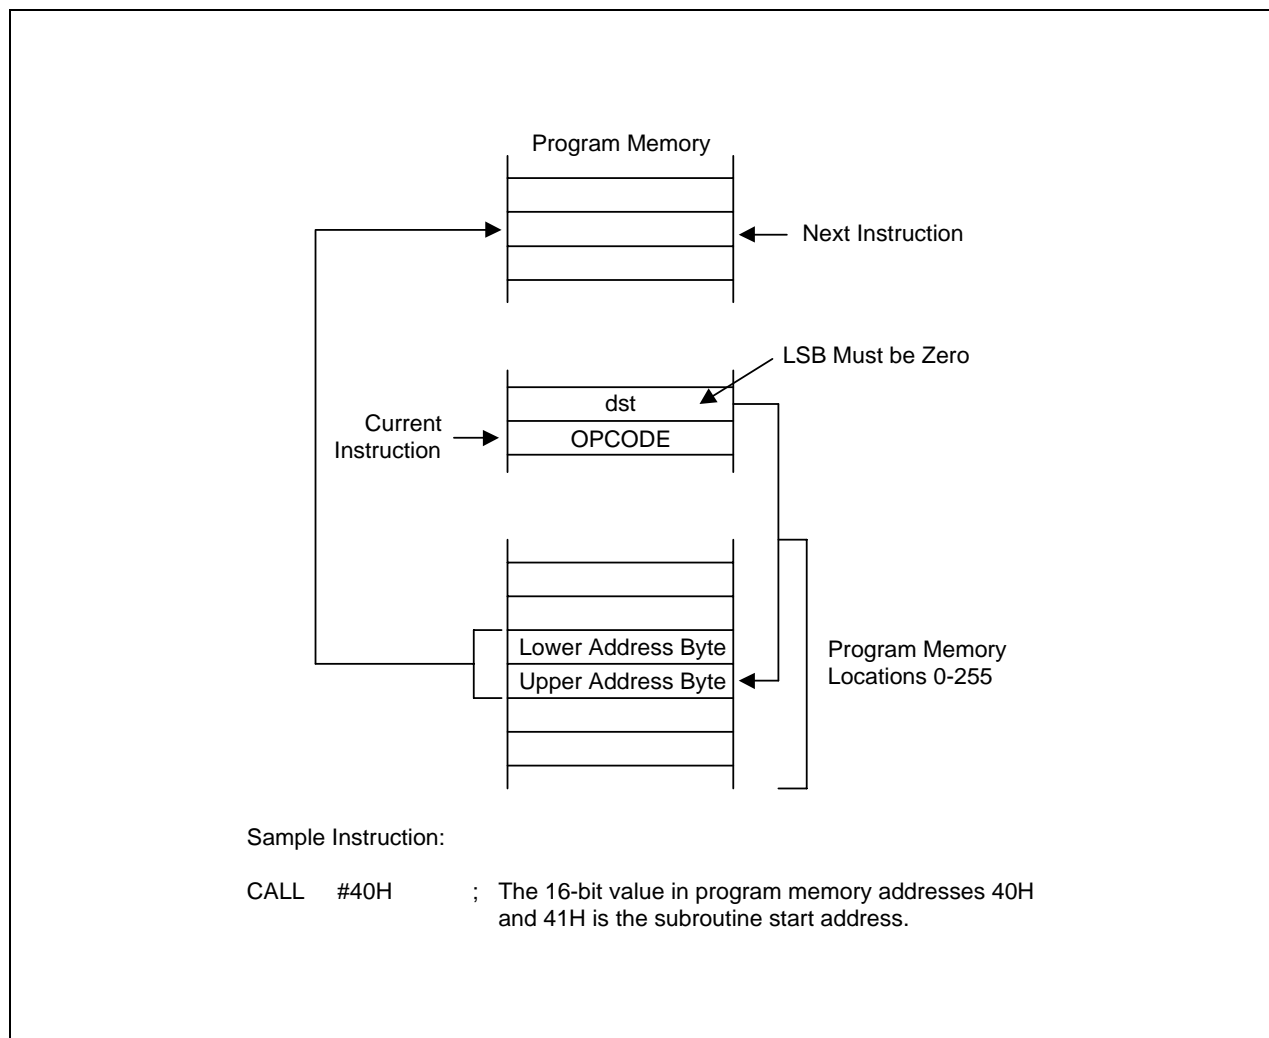 Program Memory
Next Instruction
LSB Must be Zero
dst
Current
Instruction
OPCODE
Lower Address Byte
Upper Address Byte
Program Memory
Locations 0-255
Sample Instruction:
CALL #40H ; The 16-bit value in program memory addresses 40H
and 41H is the subroutine start address.